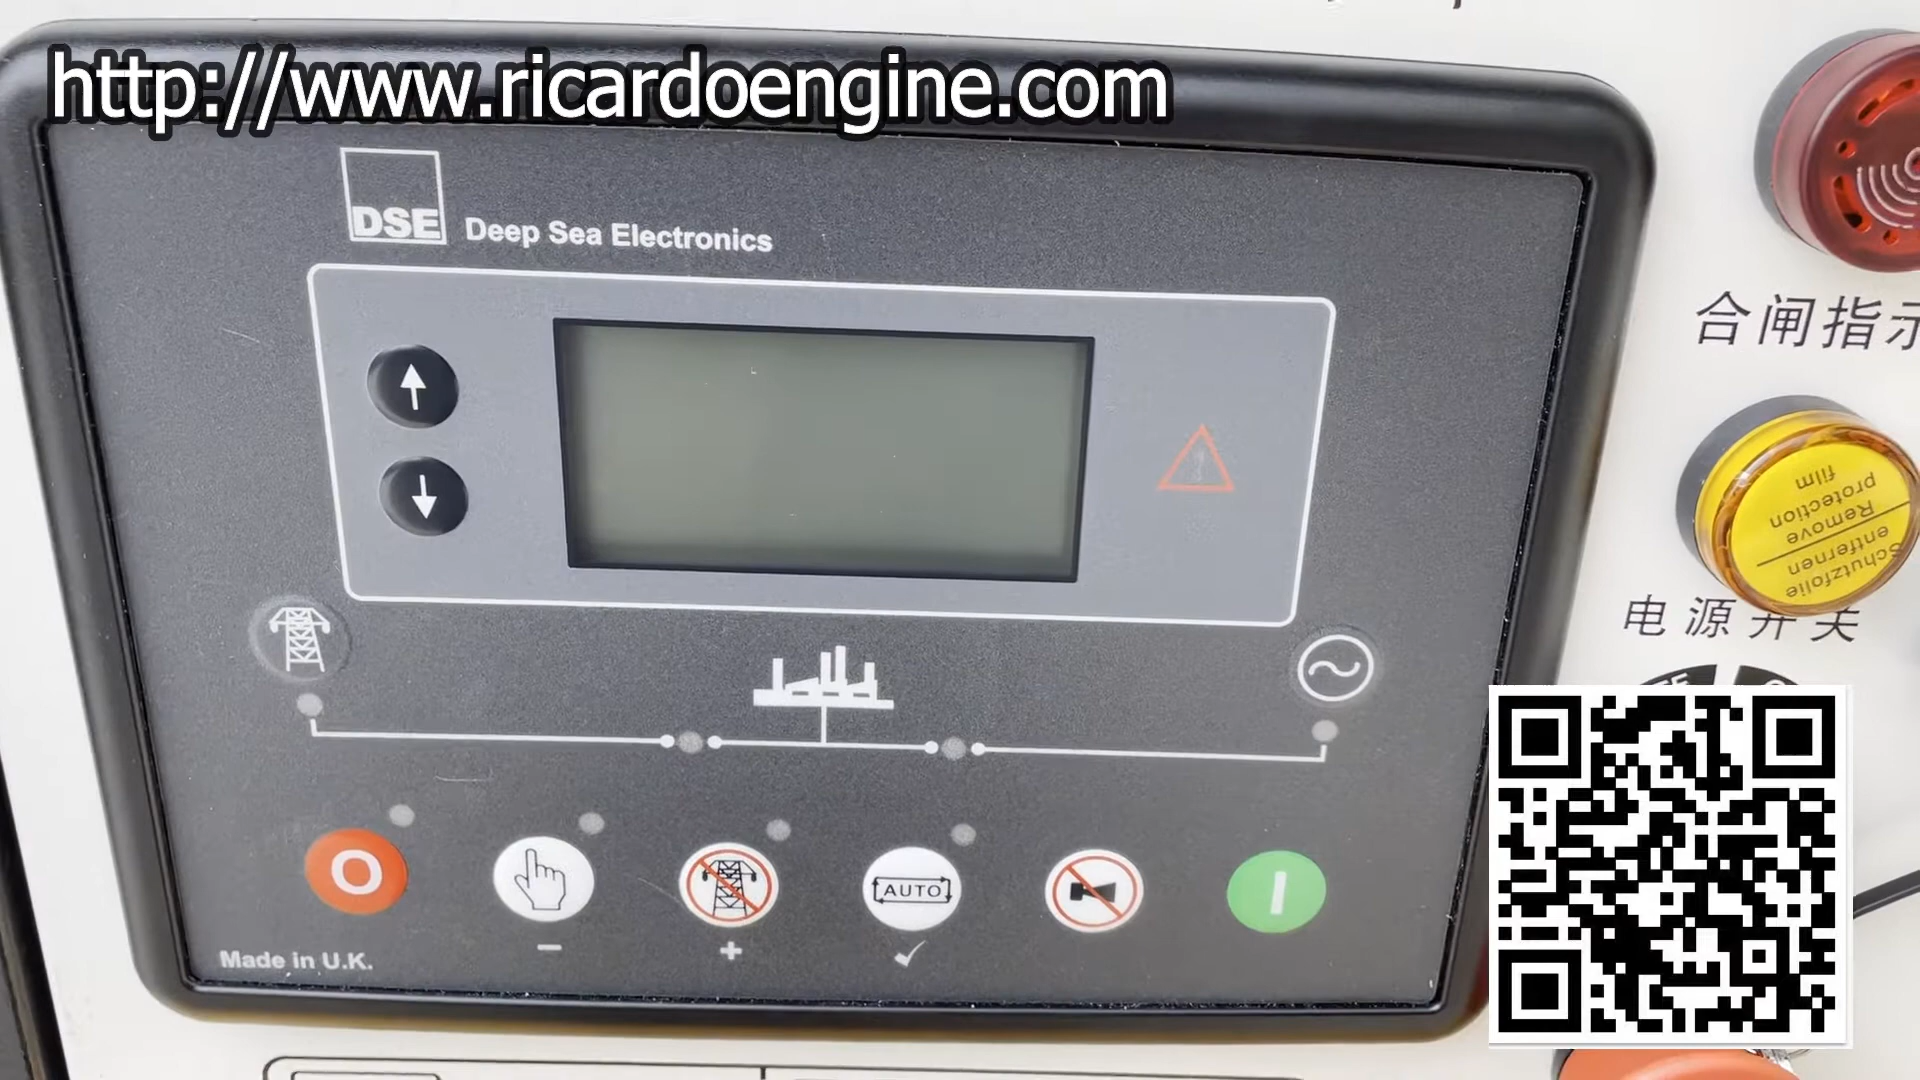 http://www.ricardoengine.com
DSE Deep Sea Electronics
合闸指示
Remove
protection
film
Schutzfolie
entfernen
电源开关
O
AUTO
I
− + ✓
Made in U.K.